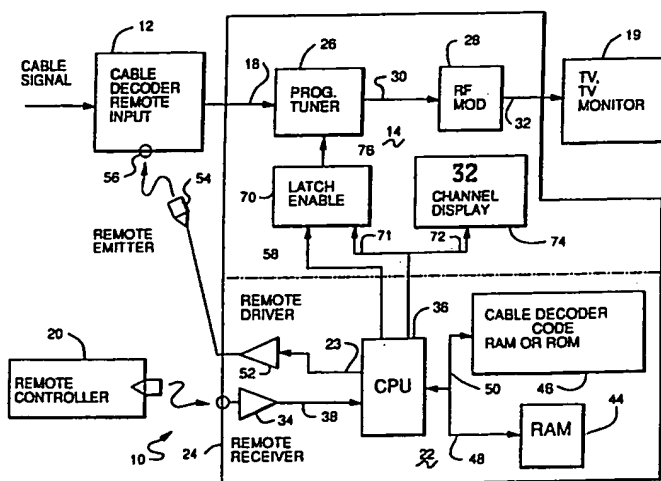 12
26
28
19
CABLE
SIGNAL
CABLE
DECODER
REMOTE
INPUT
18
PROG.
TUNER
30
RF
MOD
32
TV,
TV
MONITOR
56
54
76
14
70
LATCH
ENABLE
32
CHANNEL
DISPLAY
REMOTE
EMITTER
58
71
72
74
20
REMOTE
DRIVER
36
REMOTE
CONTROLLER
52
23
CPU
CABLE DECODER
CODE
RAM OR ROM
50
46
34
38
RAM
44
10
24
REMOTE
RECEIVER
22
48